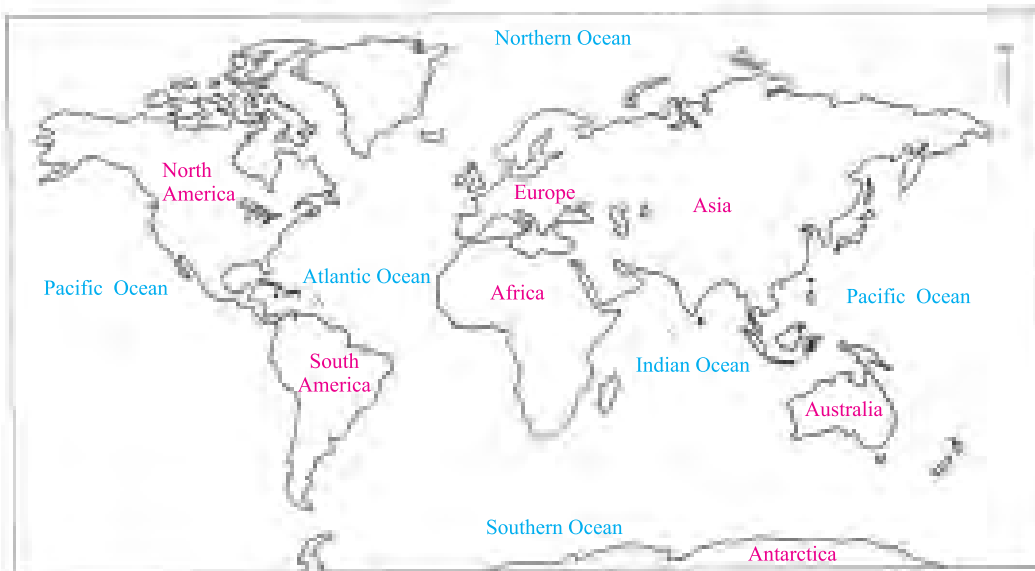 Northern Ocean
North
America
Europe
Asia
Atlantic Ocean
Pacific Ocean
Africa
Pacific Ocean
South
America
Indian Ocean
Australia
Southern Ocean
Antarctica